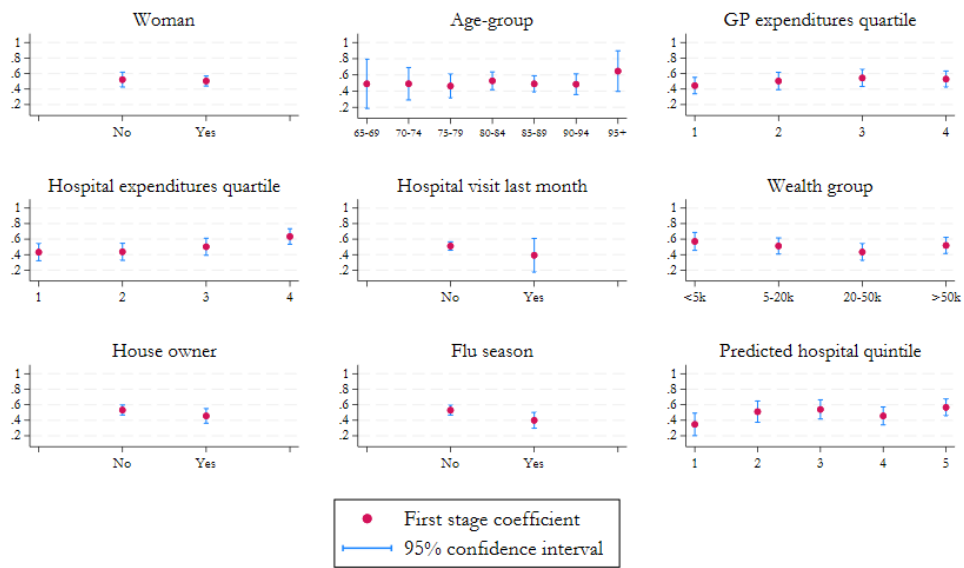 Woman
1
.8
.6
.4
.2
No Yes
Age-group
1
.8
.6
.4
.2
65-69 70-74 75-79 80-84 85-89 90-94 95+
GP expenditures quartile
1
.8
.6
.4
.2
1 2 3 4
Hospital expenditures quartile
1
.8
.6
.4
.2
1 2 3 4
Hospital visit last month
1
.8
.6
.4
.2
No Yes
Wealth group
1
.8
.6
.4
.2
<5k 5-20k 20-50k >50k
House owner
1
.8
.6
.4
.2
No Yes
Flu season
1
.8
.6
.4
.2
No Yes
Predicted hospital quintile
1
.8
.6
.4
.2
1 2 3 4 5
First stage coefficient
95% confidence interval